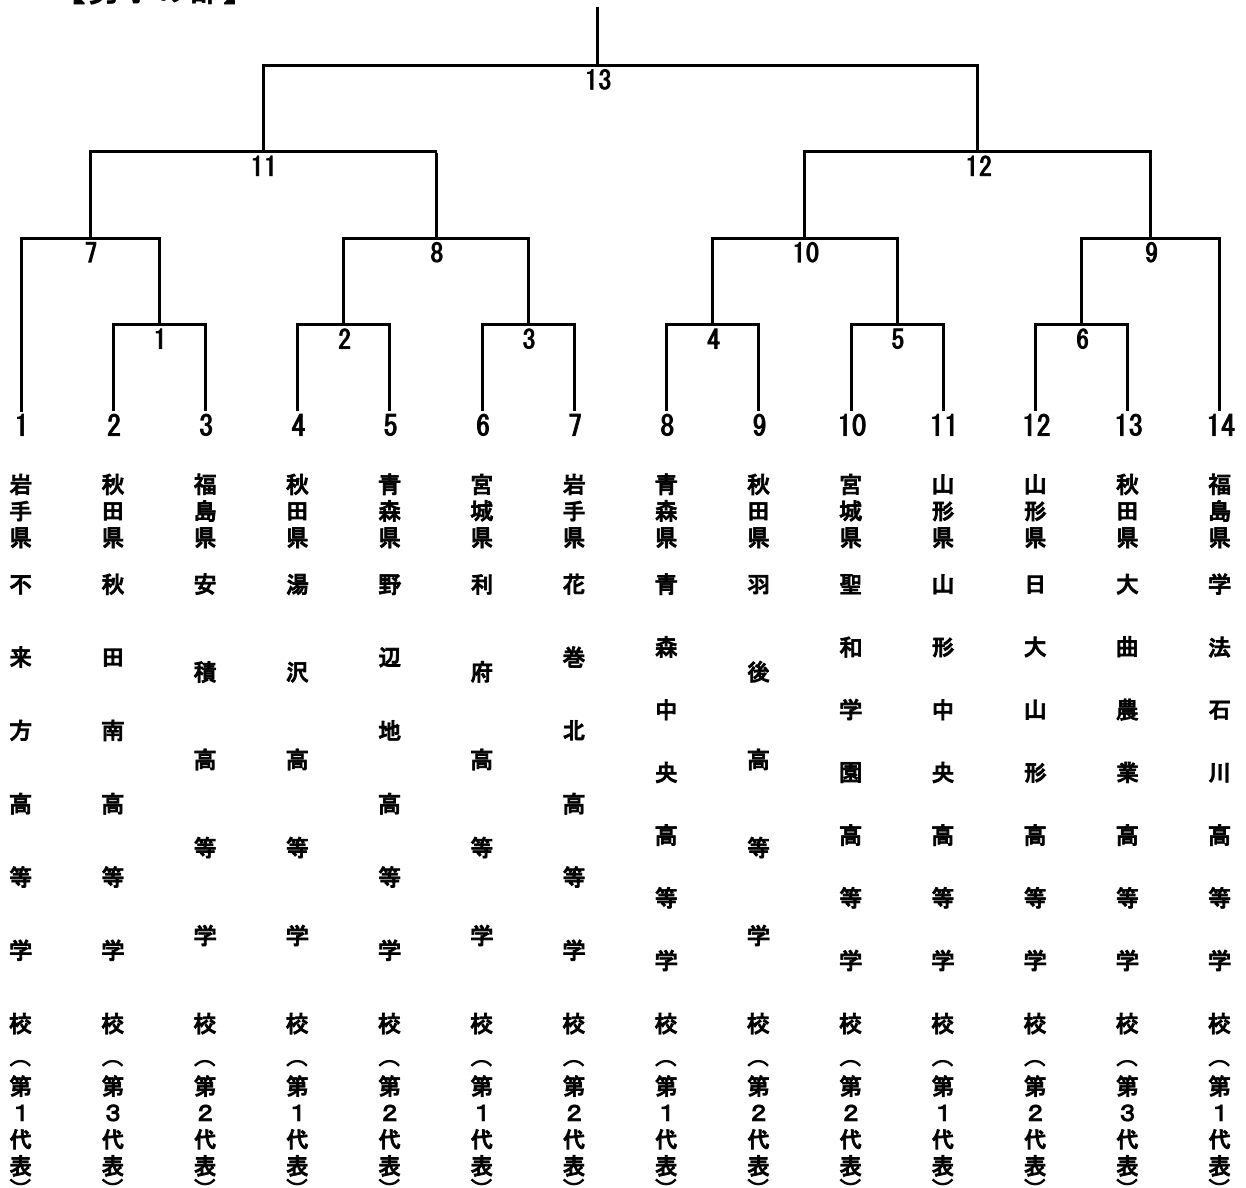 13
11
12
7
8
10
9
1
2
3
4
5
6
1
2
3
4
5
6
7
8
9
10
11
12
13
14
岩手県 不来方高等学校（第1代表）
秋田県 秋田南高等学校（第3代表）
福島県 安積高等学校（第2代表）
秋田県 湯沢高等学校（第1代表）
青森県 野辺地高等学校（第2代表）
宮城県 利府高等学校（第1代表）
岩手県 花巻北高等学校（第2代表）
青森県 青森中央高等学校（第1代表）
秋田県 羽後高等学校（第2代表）
宮城県 聖和学園高等学校（第2代表）
山形県 山形中央高等学校（第1代表）
山形県 日大山形高等学校（第2代表）
秋田県 大曲農業高等学校（第3代表）
福島県 学法石川高等学校（第1代表）